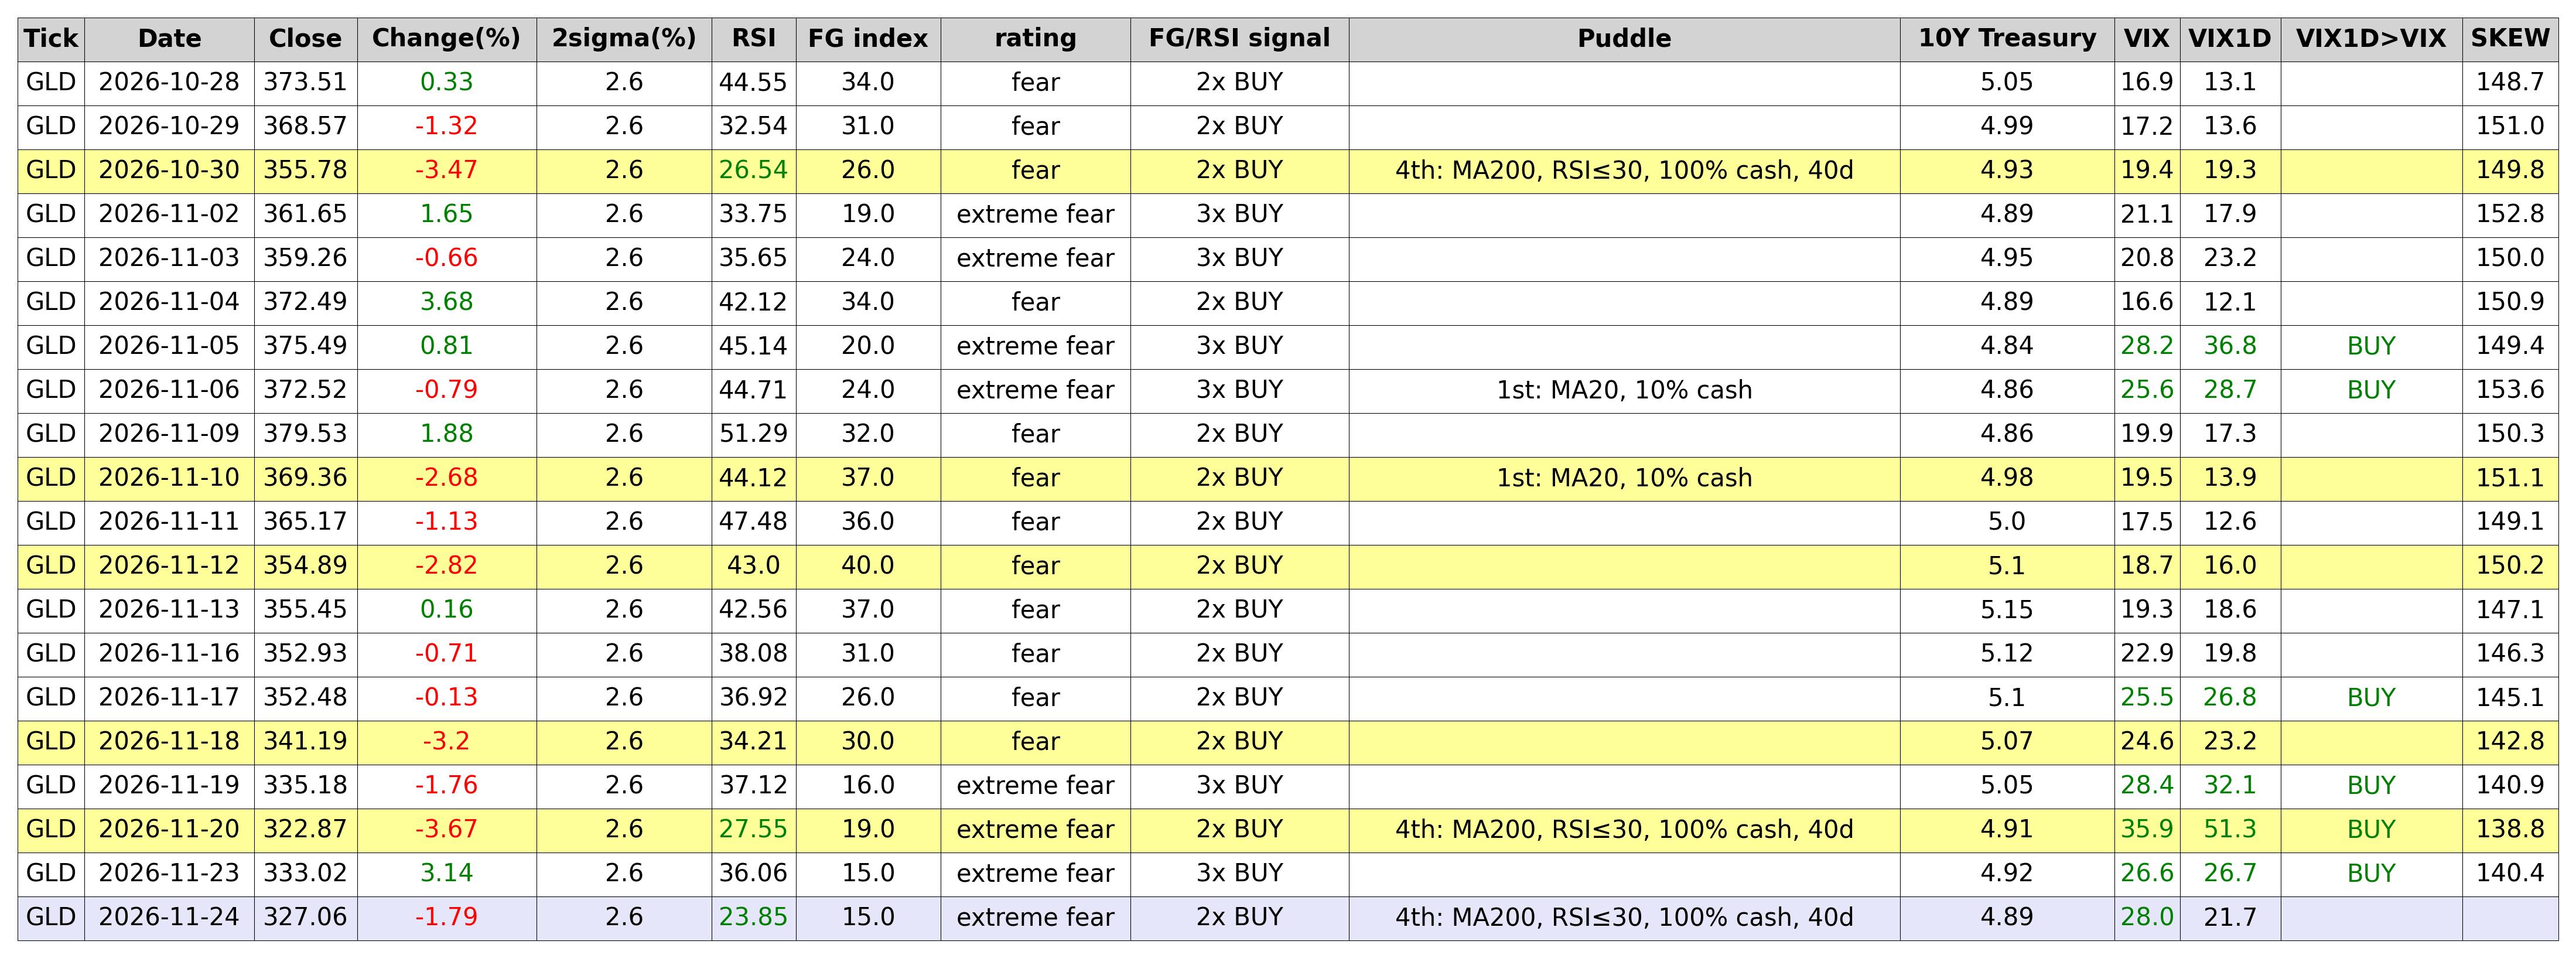 Tick Date Close Change(%) 2sigma(%) RSI FG index rating FG/RSI signal Puddle 10Y Treasury VIX VIX1D VIX1D>VIX SKEW
GLD 2026-10-28 373.51 0.33 2.6 44.55 34.0 fear 2x BUY 5.05 16.9 13.1 148.7
GLD 2026-10-29 368.57 -1.32 2.6 32.54 31.0 fear 2x BUY 4.99 17.2 13.6 151.0
GLD 2026-10-30 355.78 -3.47 2.6 26.54 26.0 fear 2x BUY 4th: MA200, RSI≤30, 100% cash, 40d 4.93 19.4 19.3 149.8
GLD 2026-11-02 361.65 1.65 2.6 33.75 19.0 extreme fear 3x BUY 4.89 21.1 17.9 152.8
GLD 2026-11-03 359.26 -0.66 2.6 35.65 24.0 extreme fear 3x BUY 4.95 20.8 23.2 150.0
GLD 2026-11-04 372.49 3.68 2.6 42.12 34.0 fear 2x BUY 4.89 16.6 12.1 150.9
GLD 2026-11-05 375.49 0.81 2.6 45.14 20.0 extreme fear 3x BUY 4.84 28.2 36.8 BUY 149.4
GLD 2026-11-06 372.52 -0.79 2.6 44.71 24.0 extreme fear 3x BUY 1st: MA20, 10% cash 4.86 25.6 28.7 BUY 153.6
GLD 2026-11-09 379.53 1.88 2.6 51.29 32.0 fear 2x BUY 4.86 19.9 17.3 150.3
GLD 2026-11-10 369.36 -2.68 2.6 44.12 37.0 fear 2x BUY 1st: MA20, 10% cash 4.98 19.5 13.9 151.1
GLD 2026-11-11 365.17 -1.13 2.6 47.48 36.0 fear 2x BUY 5.0 17.5 12.6 149.1
GLD 2026-11-12 354.89 -2.82 2.6 43.0 40.0 fear 2x BUY 5.1 18.7 16.0 150.2
GLD 2026-11-13 355.45 0.16 2.6 42.56 37.0 fear 2x BUY 5.15 19.3 18.6 147.1
GLD 2026-11-16 352.93 -0.71 2.6 38.08 31.0 fear 2x BUY 5.12 22.9 19.8 146.3
GLD 2026-11-17 352.48 -0.13 2.6 36.92 26.0 fear 2x BUY 5.1 25.5 26.8 BUY 145.1
GLD 2026-11-18 341.19 -3.2 2.6 34.21 30.0 fear 2x BUY 5.07 24.6 23.2 142.8
GLD 2026-11-19 335.18 -1.76 2.6 37.12 16.0 extreme fear 3x BUY 5.05 28.4 32.1 BUY 140.9
GLD 2026-11-20 322.87 -3.67 2.6 27.55 19.0 extreme fear 2x BUY 4th: MA200, RSI≤30, 100% cash, 40d 4.91 35.9 51.3 BUY 138.8
GLD 2026-11-23 333.02 3.14 2.6 36.06 15.0 extreme fear 3x BUY 4.92 26.6 26.7 BUY 140.4
GLD 2026-11-24 327.06 -1.79 2.6 23.85 15.0 extreme fear 2x BUY 4th: MA200, RSI≤30, 100% cash, 40d 4.89 28.0 21.7